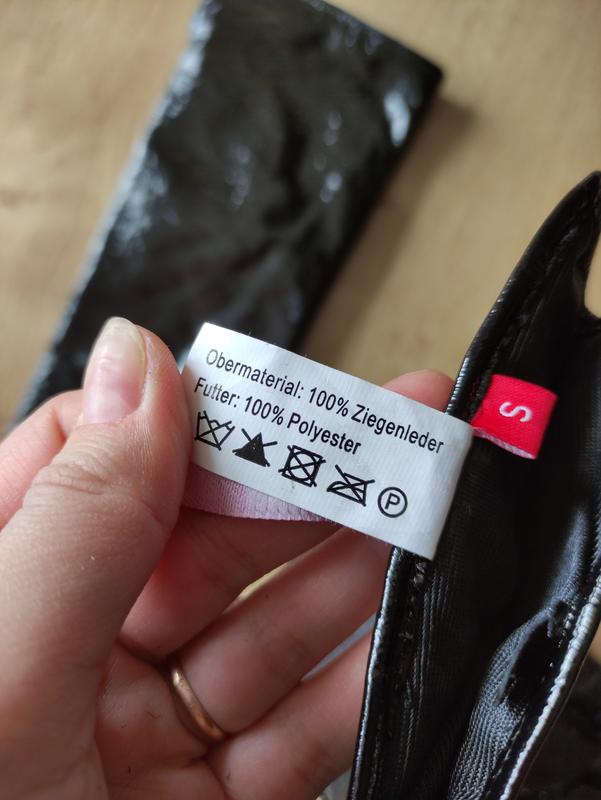 Obermaterial: 100% Ziegenleder
Futter: 100% Polyester
P
S